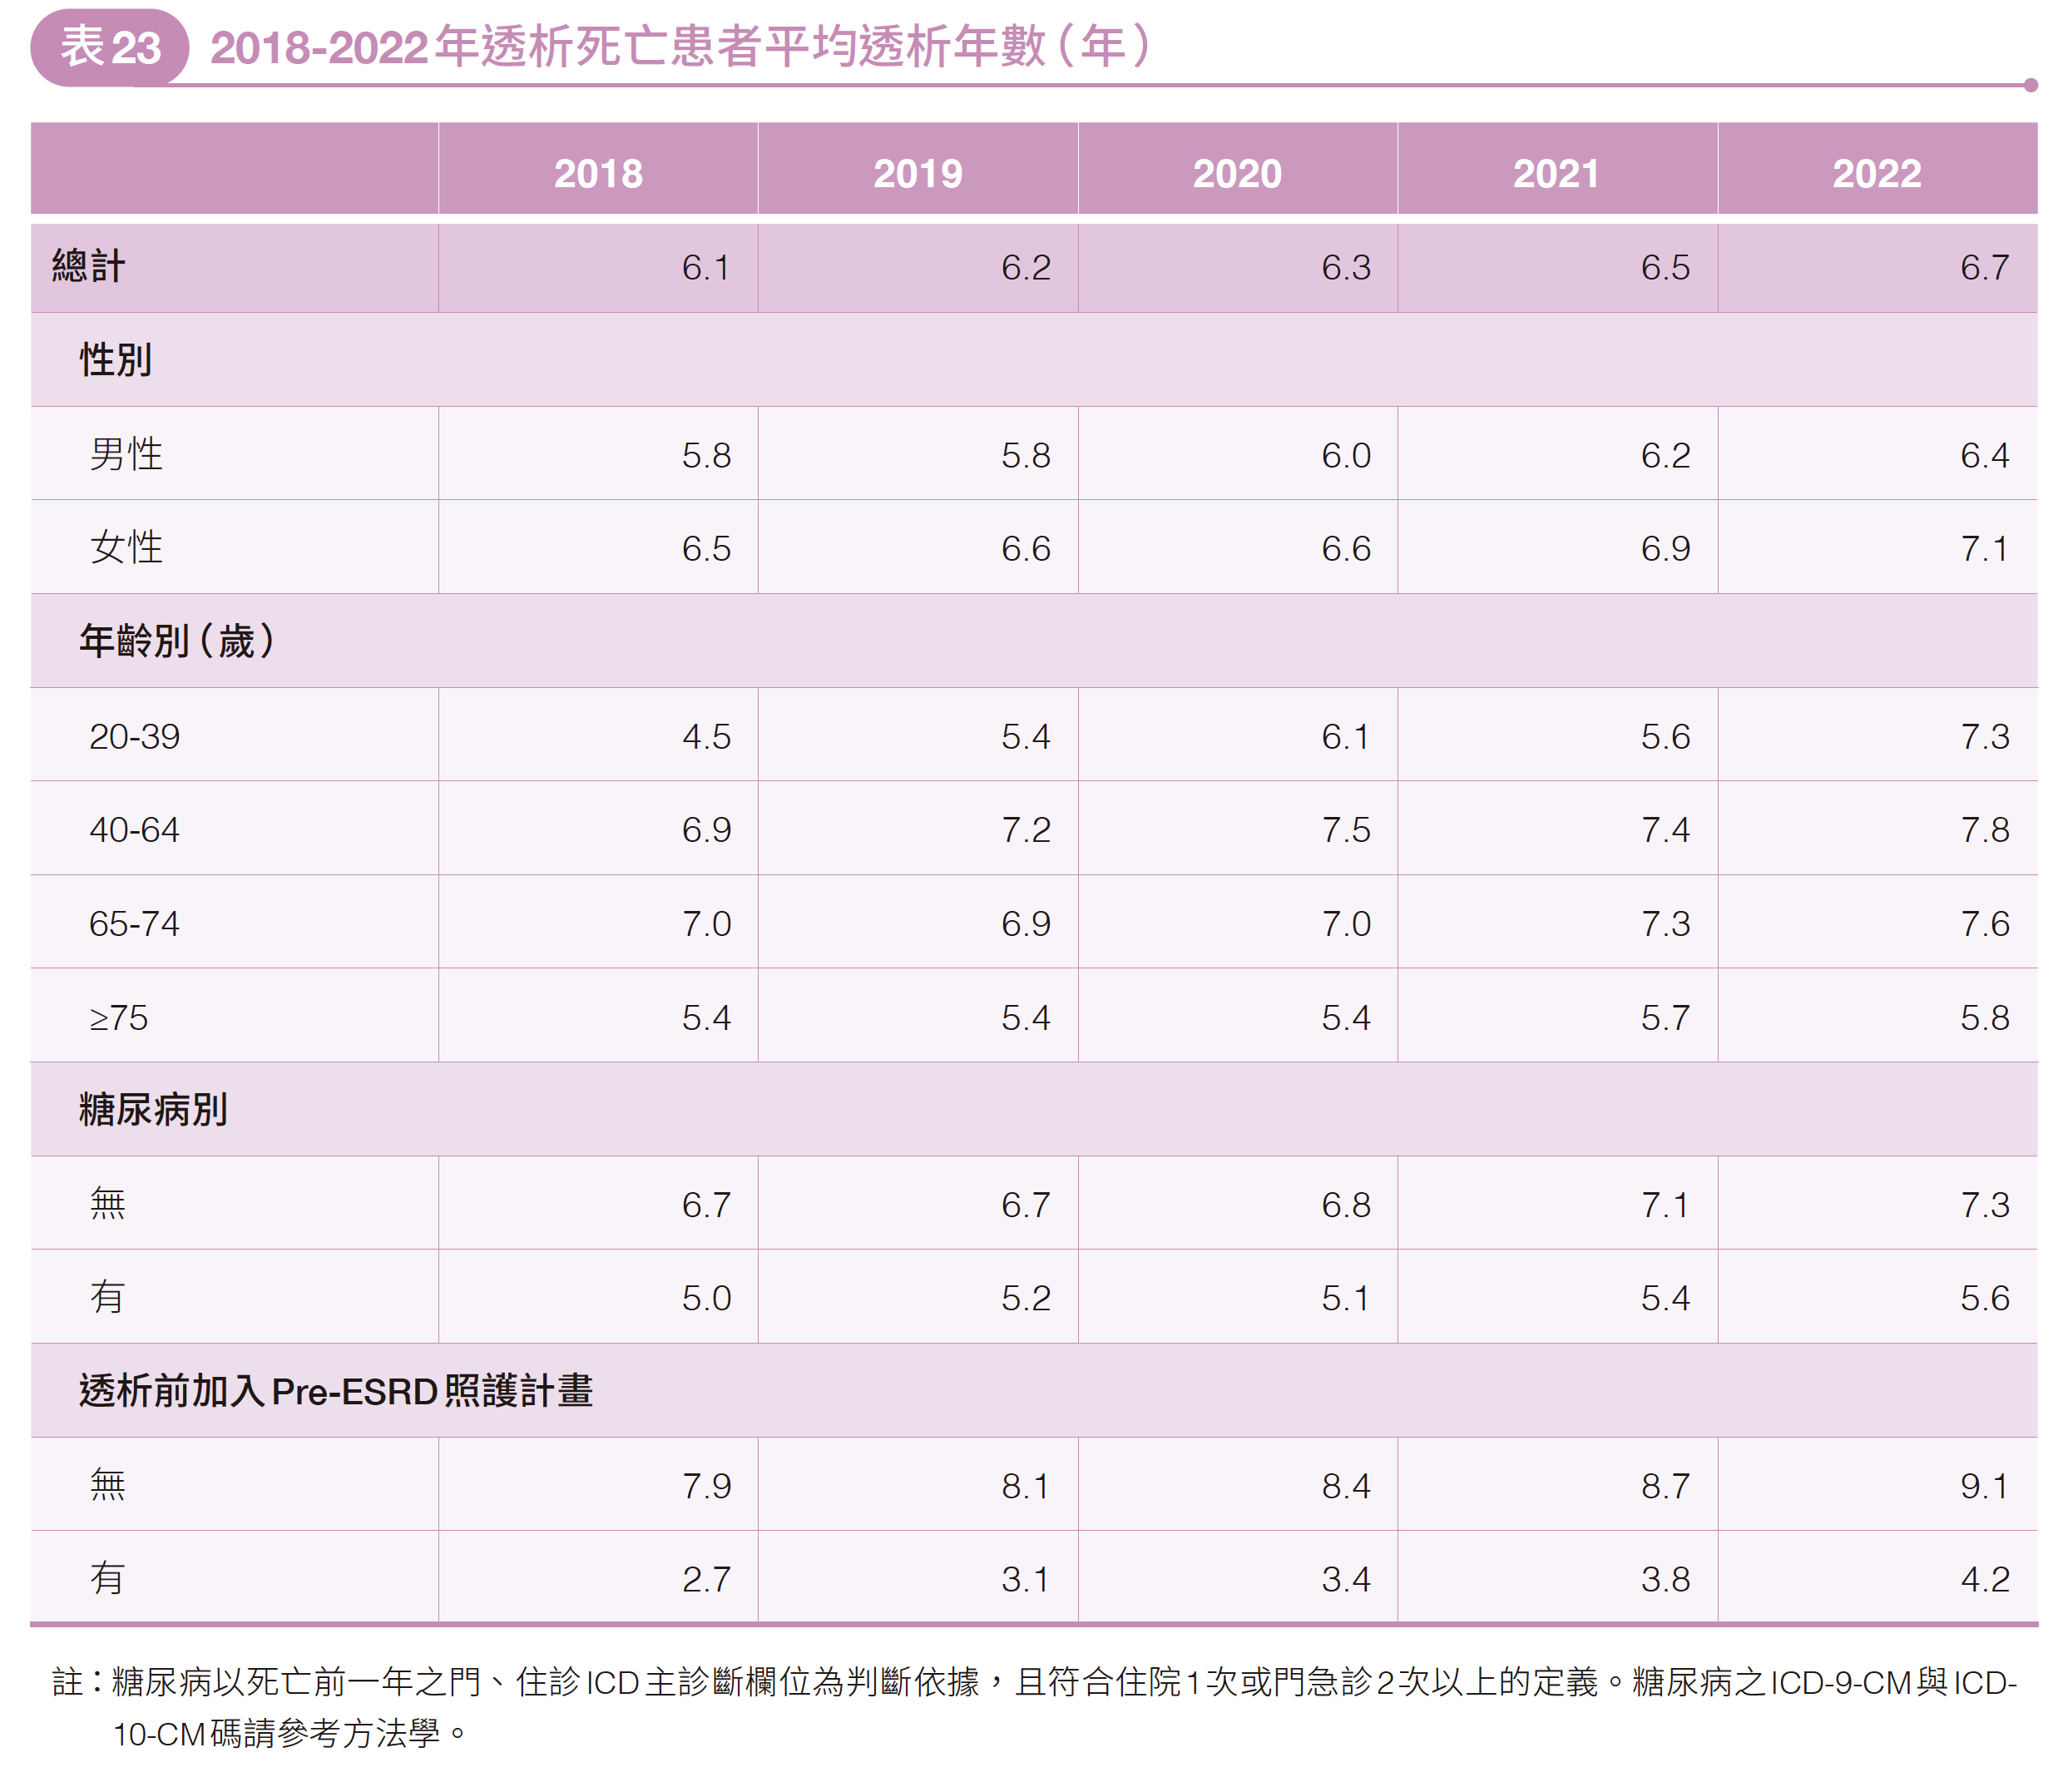 表23 2018-2022年透析死亡患者平均透析年數（年）
2018 2019 2020 2021 2022
總計 6.1 6.2 6.3 6.5 6.7
性別
男性 5.8 5.8 6.0 6.2 6.4
女性 6.5 6.6 6.6 6.9 7.1
年齡別（歲）
20-39 4.5 5.4 6.1 5.6 7.3
40-64 6.9 7.2 7.5 7.4 7.8
65-74 7.0 6.9 7.0 7.3 7.6
≥75 5.4 5.4 5.4 5.7 5.8
糖尿病別
無 6.7 6.7 6.8 7.1 7.3
有 5.0 5.2 5.1 5.4 5.6
透析前加入Pre-ESRD照護計畫
無 7.9 8.1 8.4 8.7 9.1
有 2.7 3.1 3.4 3.8 4.2
註：糖尿病以死亡前一年之門、住診ICD主診斷欄位為判斷依據，且符合住院1次或門急診2次以上的定義。糖尿病之ICD-9-CM與ICD-
10-CM碼請參考方法學。